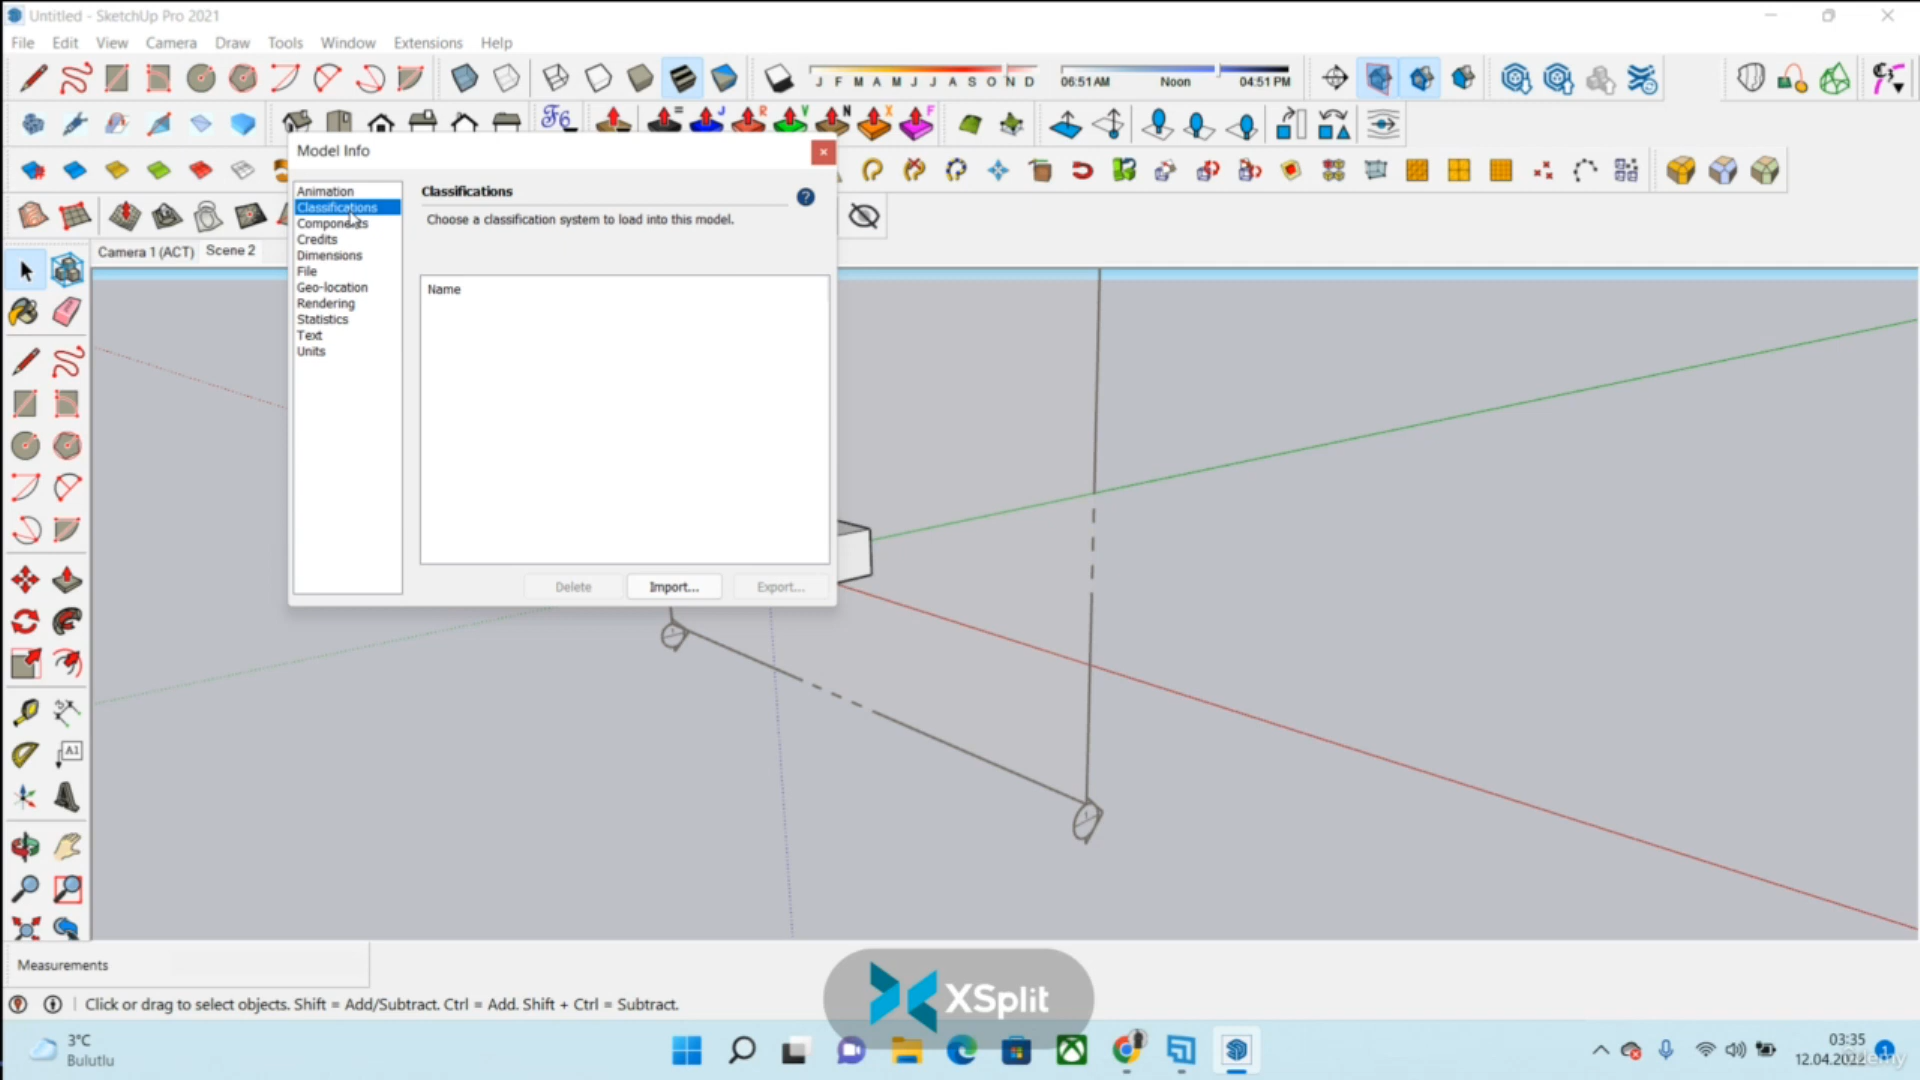 Untitled - SketchUp Pro 2021
File Edit View Camera Draw Tools Window Extensions Help
J F M A M J J A S O N D 06:51 AM Noon 04:51 PM
F6 = J R V N X F
Model Info
Animation
Classifications
Components
Credits
Dimensions
File
Geo-location
Rendering
Statistics
Text
Units
Classifications
Choose a classification system to load into this model.
Name
Delete Import... Export...
Camera 1 (ACT) Scene 2
A1
Measurements
Click or drag to select objects. Shift = Add/Subtract. Ctrl = Add. Shift + Ctrl = Subtract.
XSplit
3°C
Bulutlu
03:35
12.04.2022